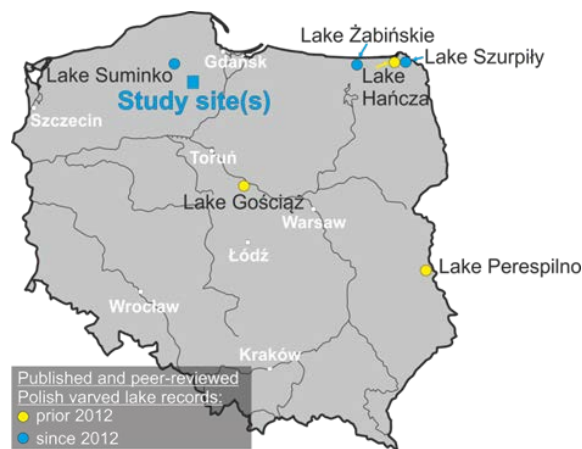 Lake Żabińskie
Gdańsk
Lake Szurpiły
Lake Suminko
Lake
Hańcza
Study site(s)
Szczecin
Toruń
Lake Gościąż
Warsaw
Łódź
Lake Perespilno
Wrocław
Kraków
Published and peer-reviewed
Polish varved lake records:
prior 2012
since 2012